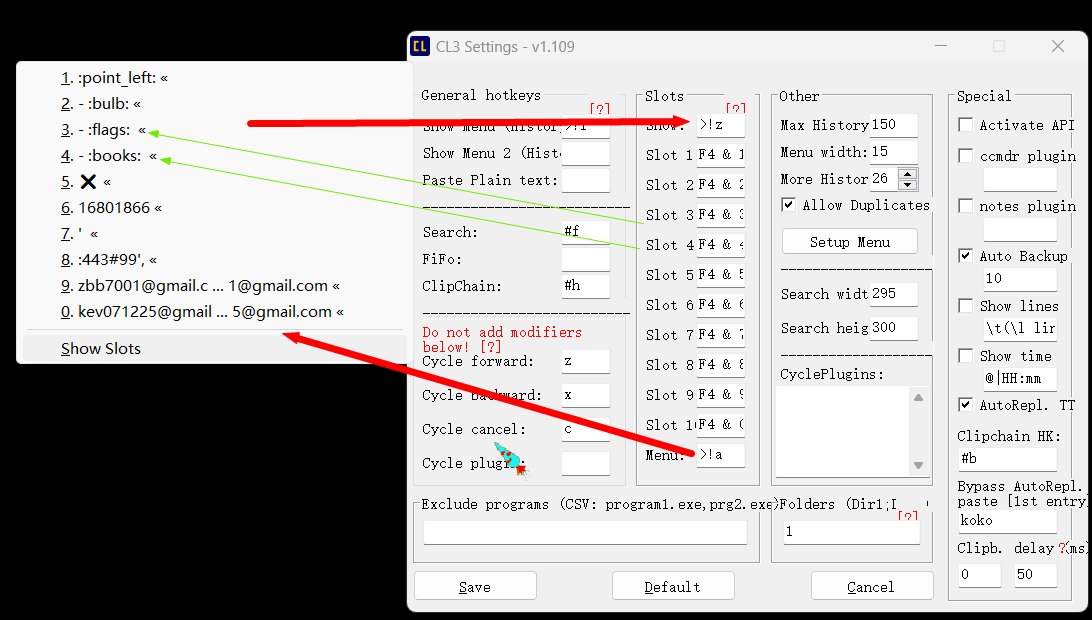 CL3 Settings - v1.109
1. :point_left: «
2. - :bulb: «
3. - :flags: «
4. - :books: «
5. ❌ «
6. 16801866 «
7. ' «
8. :443#99', «
9. zbb7001@gmail.c ... 1@gmail.com «
0. kev071225@gmail ... 5@gmail.com «
Show Slots
General hotkeys
[?]
Show menu (Histor
Show Menu 2 (Hist
Paste Plain text:
Search: #f
FiFo:
ClipChain: #h
Do not add modifiers
below! [?]
Cycle forward: z
Cycle backward: x
Cycle cancel: c
Cycle plugin:
Slots
[?]
Show: >!z
Slot 1 F4 & 1
Slot 2 F4 & 2
Slot 3 F4 & 3
Slot 4 F4 & 4
Slot 5 F4 & 5
Slot 6 F4 & 6
Slot 7 F4 & 7
Slot 8 F4 & 8
Slot 9 F4 & 9
Slot 10 F4 & 0
Menu: >!a
Other
Max History 150
Menu width: 15
More Histor 26
Allow Duplicates
Setup Menu
Search widt 295
Search heig 300
CyclePlugins:
Special
Activate API
ccmdr plugin
notes plugin
Auto Backup
10
Show lines
\t(\l lin
Show time
@|HH:mm
AutoRepl. TT
Clipchain HK:
#b
Bypass AutoRepl.
paste [1st entry
koko
Clipb. delay ?(ms)
0 50
Exclude programs (CSV: program1.exe,prg2.exe)
Folders (Dir1;
[?]
1
Save
Default
Cancel